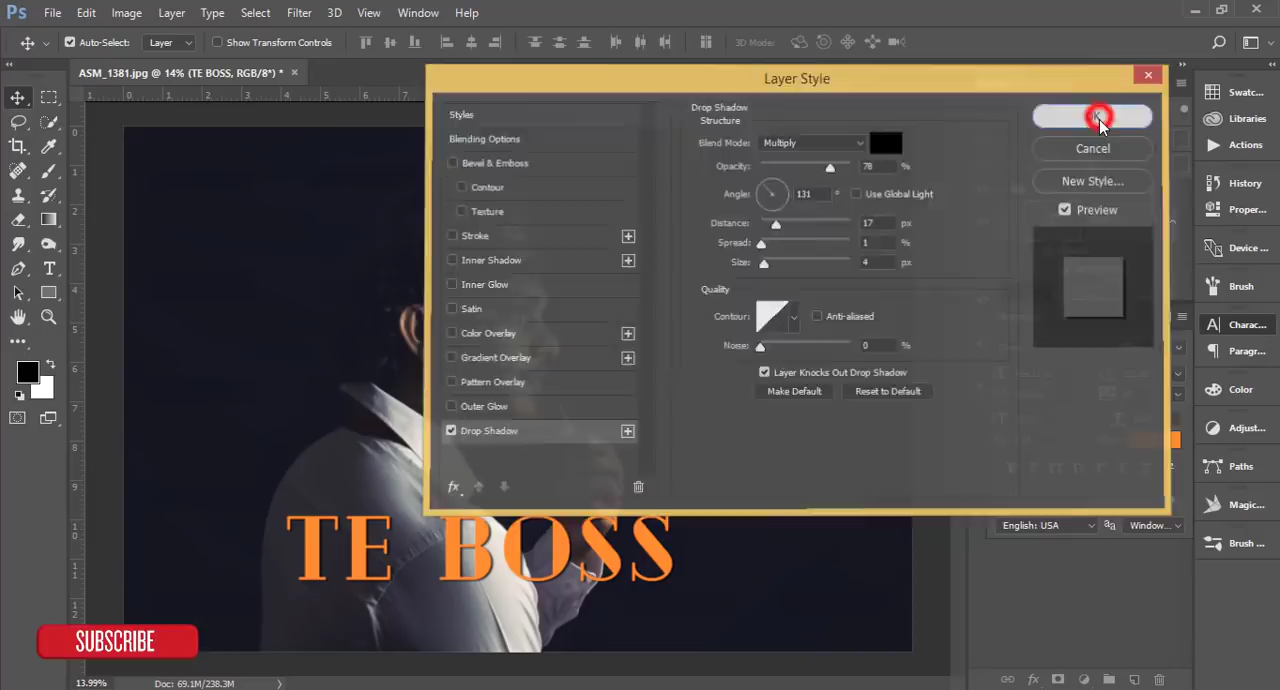 Ps File Edit Image Layer Type Select Filter 3D View Window Help
Auto-Select: Layer Show Transform Controls 3D Mode:
ASM_1381.jpg @ 14% (TE BOSS, RGB/8*) * ×
Layer Style
Styles
Blending Options
Bevel & Emboss
Contour
Texture
Stroke
Inner Shadow
Inner Glow
Satin
Color Overlay
Gradient Overlay
Pattern Overlay
Outer Glow
Drop Shadow
fx
Drop Shadow
Structure
Blend Mode: Multiply
Opacity: 78 %
Angle: 131 ° Use Global Light
Distance: 17 px
Spread: 1 %
Size: 4 px
Quality
Contour: Anti-aliased
Noise: 0 %
Layer Knocks Out Drop Shadow
Make Default Reset to Default
Cancel
New Style...
Preview
Swatc...
Libraries
Actions
History
Proper...
Device ...
Brush
Charac...
Paragr...
Color
Adjust...
Paths
Magic...
Brush ...
English: USA aa Window...
TE BOSS
SUBSCRIBE
13.99% Doc: 69.1M/238.3M
fx